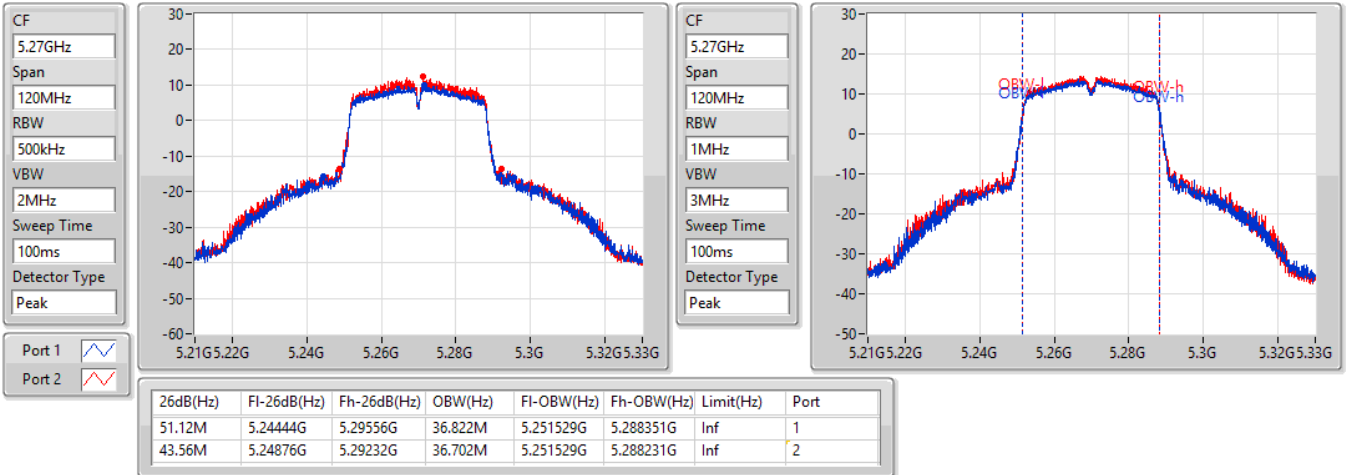 CF
5.27GHz
Span
120MHz
RBW
500kHz
VBW
2MHz
Sweep Time
100ms
Detector Type
Peak
30
20
10
0
-10
-20
-30
-40
-50
-60
5.21G 5.22G 5.24G 5.26G 5.28G 5.3G 5.32G 5.33G
CF
5.27GHz
Span
120MHz
RBW
1MHz
VBW
3MHz
Sweep Time
100ms
Detector Type
Peak
30
20
10
0
-10
-20
-30
-40
-50
OBW-h
OBW-h
5.21G 5.22G 5.24G 5.26G 5.28G 5.3G 5.32G 5.33G
Port 1
Port 2
26dB(Hz) Fl-26dB(Hz) Fh-26dB(Hz) OBW(Hz) Fl-OBW(Hz) Fh-OBW(Hz) Limit(Hz) Port
51.12M 5.24444G 5.29556G 36.822M 5.251529G 5.288351G Inf 1
43.56M 5.24876G 5.29232G 36.702M 5.251529G 5.288231G Inf 2